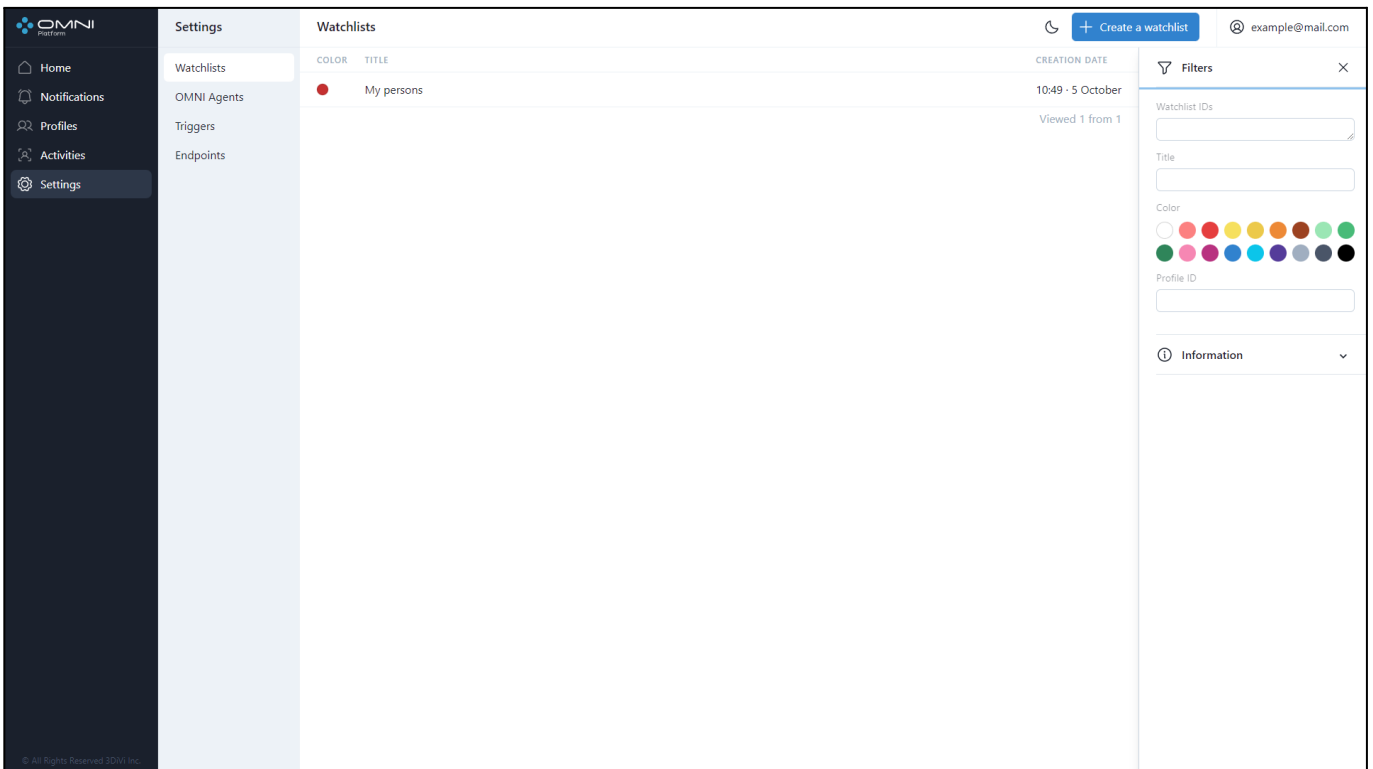 OMNI
Platform
Home
Notifications
Profiles
Activities
Settings
© All Rights Reserved 3DiVi Inc.
Settings
Watchlists
OMNI Agents
Triggers
Endpoints
Watchlists
Create a watchlist
example@mail.com
COLOR TITLE CREATION DATE
My persons 10:49 · 5 October
Viewed 1 from 1
Filters
Watchlist IDs
Title
Color
Profile ID
Information